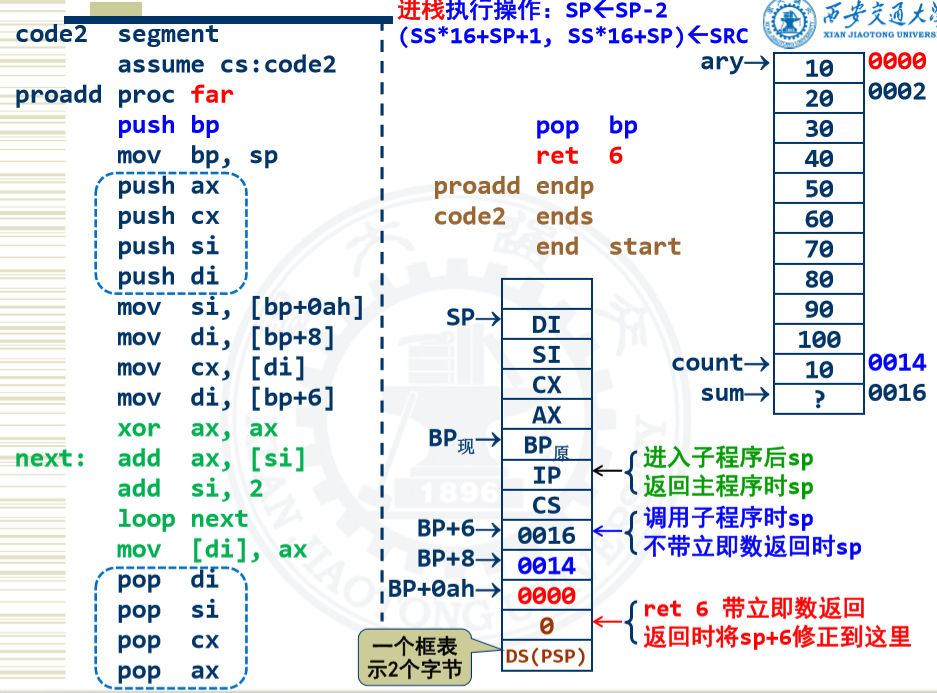 进栈执行操作：SP←SP-2
(SS*16+SP+1, SS*16+SP)←SRC
西安交通大学
XIAN JIAOTONG UNIVERS
code2 segment
assume cs:code2
proadd proc far
push bp
mov bp, sp
push ax
push cx
push si
push di
mov si, [bp+0ah]
mov di, [bp+8]
mov cx, [di]
mov di, [bp+6]
xor ax, ax
next: add ax, [si]
add si, 2
loop next
mov [di], ax
pop di
pop si
pop cx
pop ax
pop bp
ret 6
proadd endp
code2 ends
end start
SP→
DI
SI
CX
AX
BP现→
BP原
IP
CS
BP+6→
0016
BP+8→
0014
BP+0ah→
0000
0
DS(PSP)
一个框表
示2个字节
ary→
10
0000
20
0002
30
40
50
60
70
80
90
100
count→
10
0014
sum→
?
0016
进入子程序后sp
返回主程序时sp
调用子程序时sp
不带立即数返回时sp
ret 6 带立即数返回
返回时将sp+6修正到这里
1896